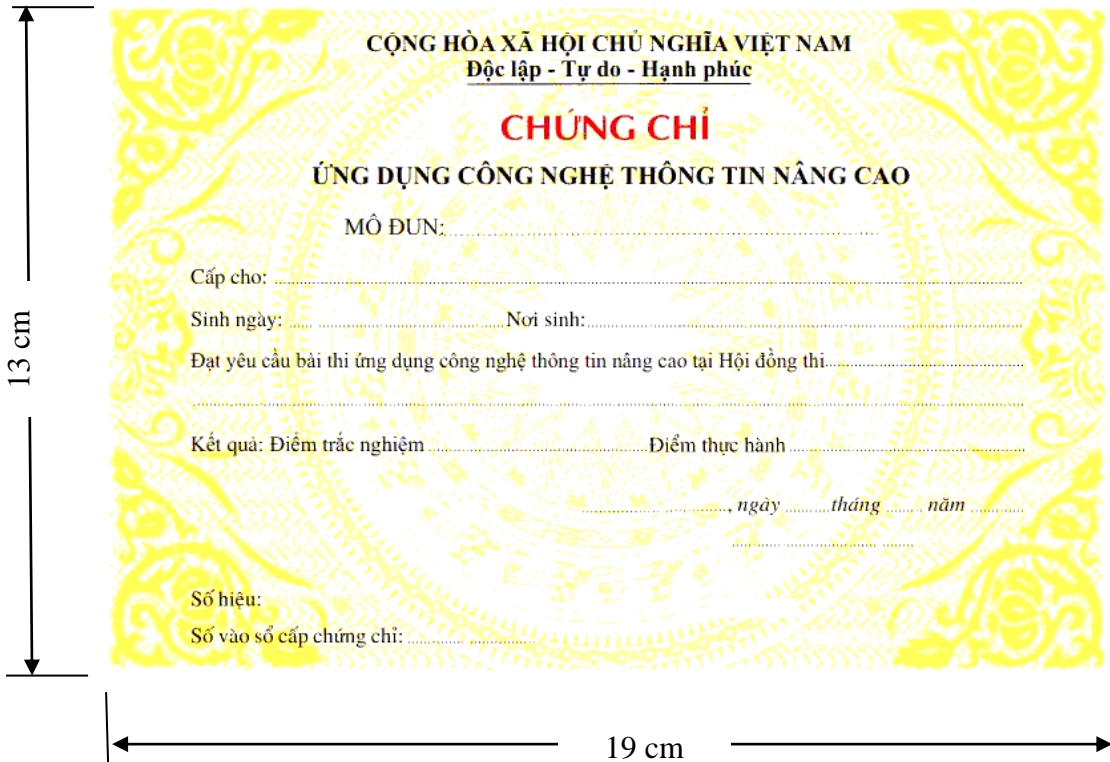 CỘNG HÒA XÃ HỘI CHỦ NGHĨA VIỆT NAM
Độc lập - Tự do - Hạnh phúc
CHỨNG CHỈ
ỨNG DỤNG CÔNG NGHỆ THÔNG TIN NÂNG CAO
MÔ ĐUN:
Cấp cho:
Sinh ngày: Nơi sinh:
Đạt yêu cầu bài thi ứng dụng công nghệ thông tin nâng cao tại Hội đồng thi
Kết quả: Điểm trắc nghiệm Điểm thực hành
, ngày tháng năm
Số hiệu:
Số vào sổ cấp chứng chỉ:
13 cm
19 cm